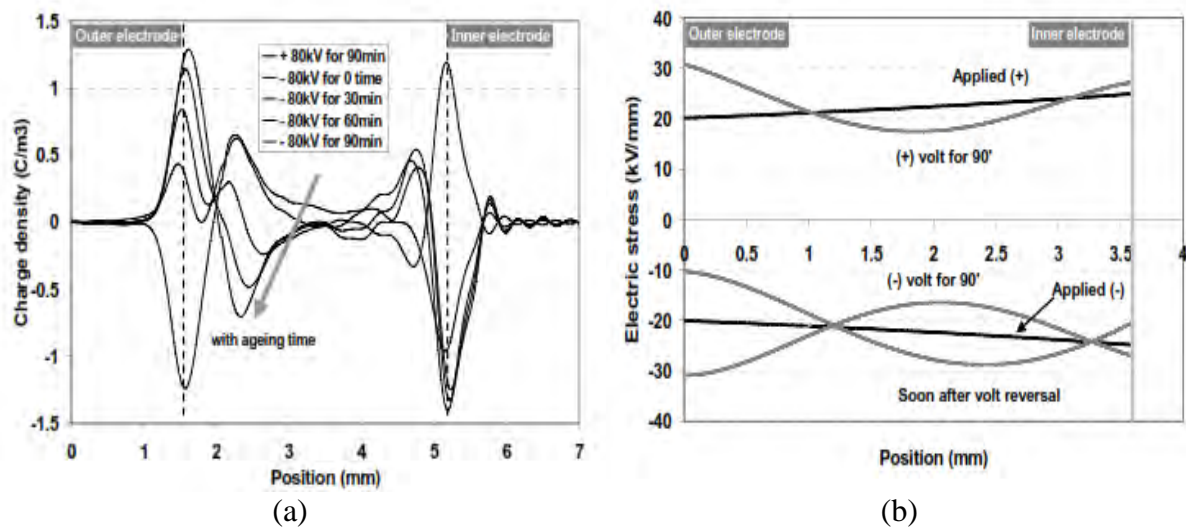 Outer electrode
Inner electrode
+ 80kV for 90min
- 80kV for 0 time
- 80kV for 30min
- 80kV for 60min
- 80kV for 90min
with ageing time
Charge density (C/m3)
1.5
1
0.5
0
-0.5
-1
-1.5
0 1 2 3 4 5 6 7
Position (mm)
(a)
Outer electrode
Inner electrode
Applied (+)
(+) volt for 90'
(-) volt for 90'
Applied (-)
Soon after volt reversal
Electric stress (kV/mm)
40
30
20
10
0
-10
-20
-30
-40
0 0.5 1 1.5 2 2.5 3 3.5 4
Position (mm)
(b)